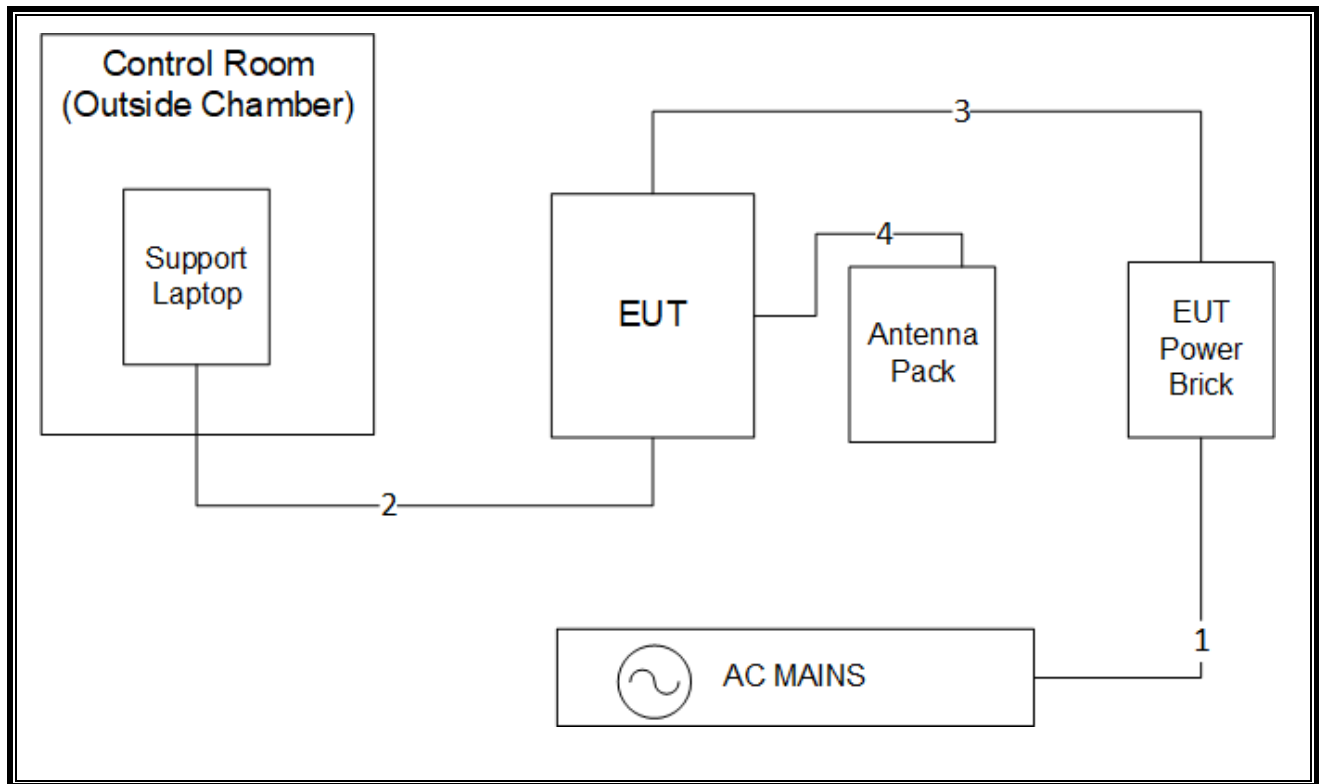 Control Room
(Outside Chamber)
Support
Laptop
2
EUT
3
4
Antenna
Pack
EUT
Power
Brick
1
AC MAINS